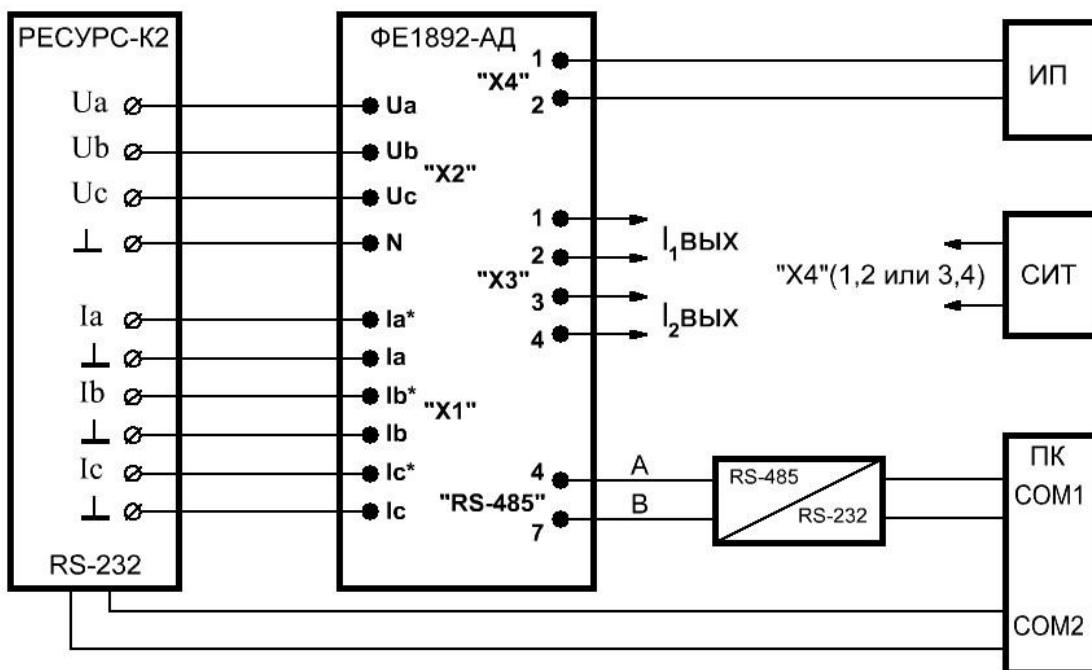 РЕСУРС-К2
Ua
Ub
Uc
⊥
Ia
⊥
Ib
⊥
Ic
⊥
RS-232
ФЕ1892-АД
Ua
Ub
"X2"
Uc
N
Ia*
Ia
Ib*
"X1"
Ib
Ic*
Ic
1
"X4"
2
1
2
"X3"
3
4
4
"RS-485"
7
I₁ВЫХ
I₂ВЫХ
A
B
RS-485
RS-232
ИП
"X4"(1,2 или 3,4)
СИТ
ПК
COM1
COM2